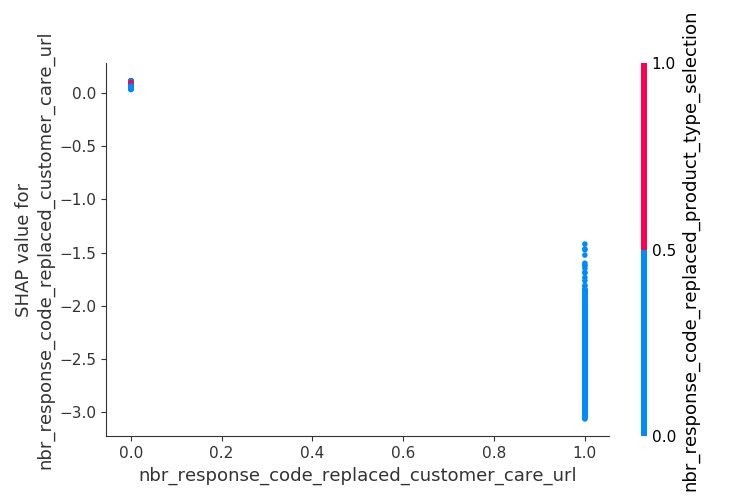 SHAP value for
nbr_response_code_replaced_customer_care_url
0.0
−0.5
−1.0
−1.5
−2.0
−2.5
−3.0
0.0 0.2 0.4 0.6 0.8 1.0
nbr_response_code_replaced_customer_care_url
1.0
0.5
0.0
nbr_response_code_replaced_product_type_selection